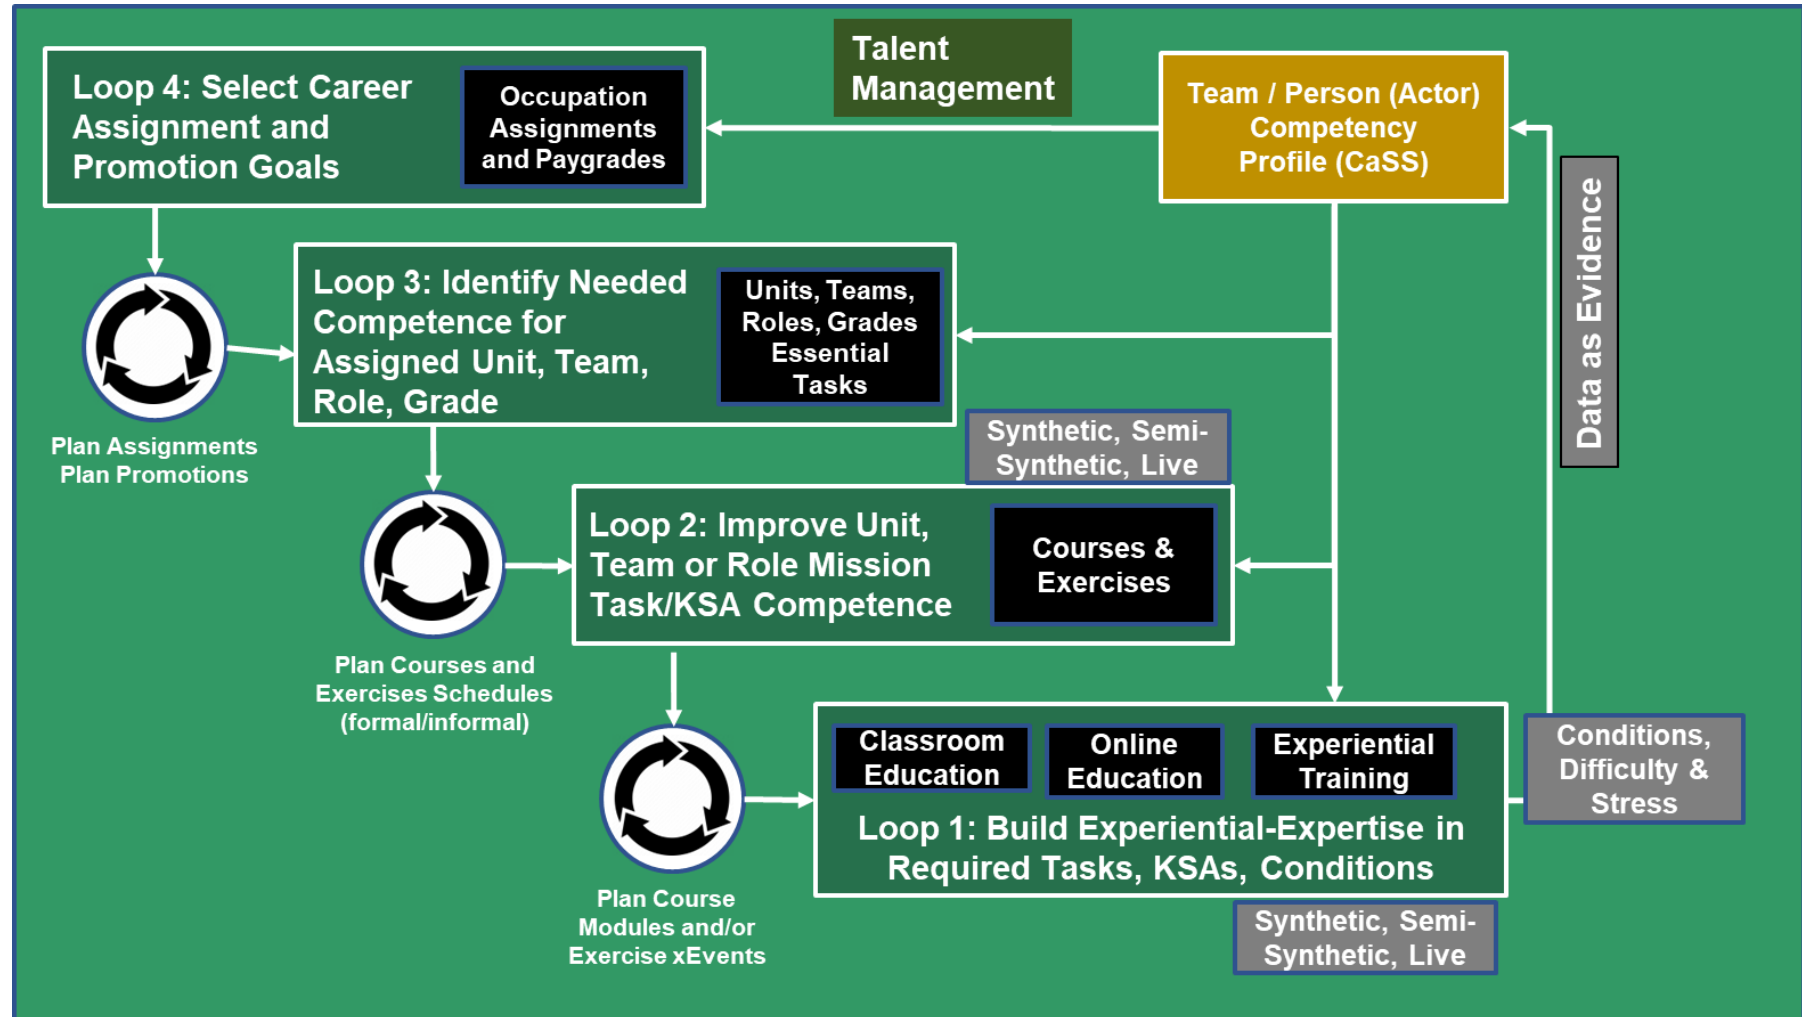 Talent
Management
Loop 4: Select Career
Assignment and
Promotion Goals
Occupation
Assignments
and Paygrades
Team / Person (Actor)
Competency
Profile (CaSS)
Data as Evidence
Plan Assignments
Plan Promotions
Loop 3: Identify Needed
Competence for
Assigned Unit, Team,
Role, Grade
Units, Teams,
Roles, Grades
Essential
Tasks
Synthetic, Semi-
Synthetic, Live
Plan Courses and
Exercises Schedules
(formal/informal)
Loop 2: Improve Unit,
Team or Role Mission
Task/KSA Competence
Courses &
Exercises
Plan Course
Modules and/or
Exercise xEvents
Classroom
Education
Online
Education
Experiential
Training
Loop 1: Build Experiential-Expertise in
Required Tasks, KSAs, Conditions
Conditions,
Difficulty &
Stress
Synthetic, Semi-
Synthetic, Live